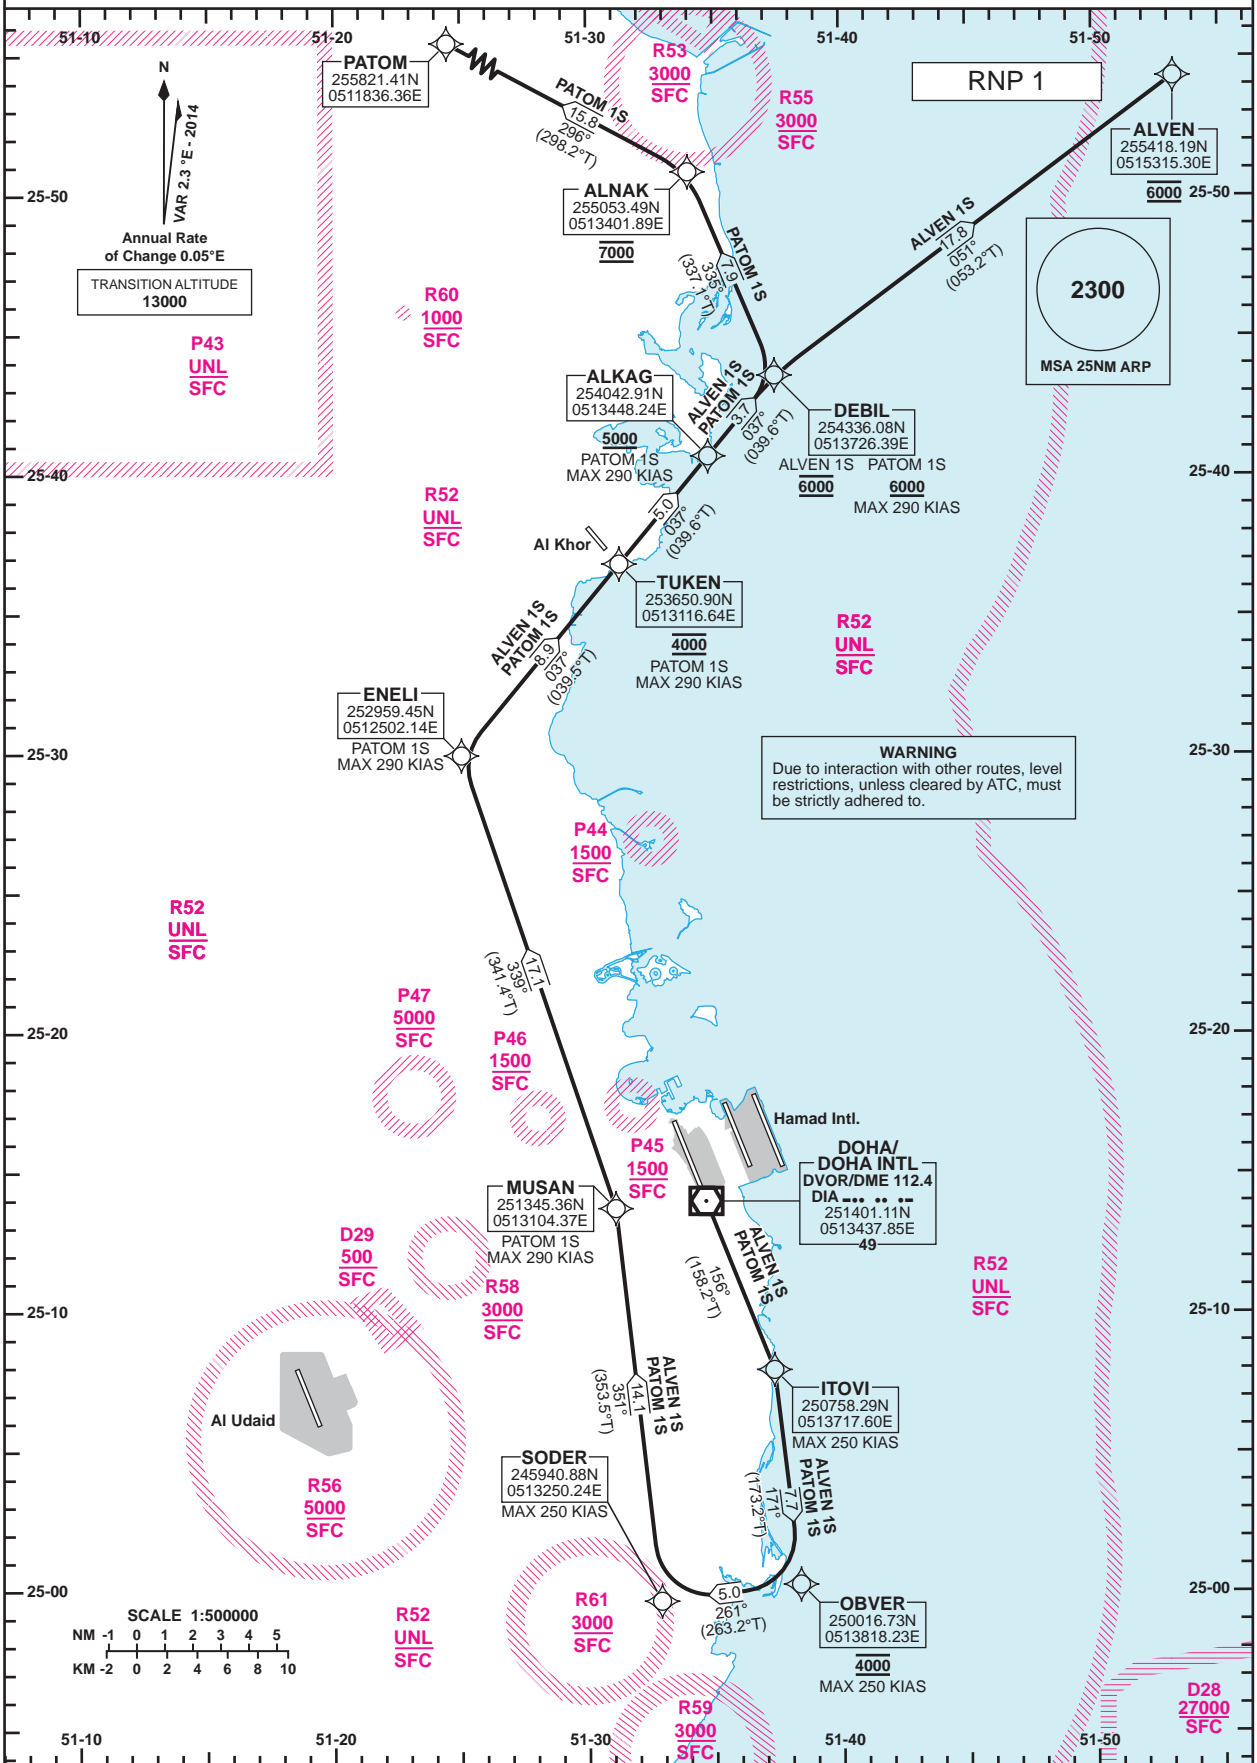 51-10
51-20
51-30
51-40
51-50
PATOM
255821.41N
0511836.36E
R53
3000
SFC
R55
3000
SFC
RNP 1
ALVEN
255418.19N
0515315.30E
6000
N
VAR 2.3 °E - 2014
Annual Rate
of Change 0.05°E
TRANSITION ALTITUDE
13000
PATOM 1S
15.8
296°
(298.2°T)
25-50
25-50
ALNAK
255053.49N
0513401.89E
7000
PATOM 1S
7.9
335°
(337.1°T)
ALVEN 1S
17.8
051°
(053.2°T)
2300
MSA 25NM ARP
R60
1000
SFC
P43
UNL
SFC
ALKAG
254042.91N
0513448.24E
5000
PATOM 1S
MAX 290 KIAS
ALVEN 1S
PATOM 1S
3.7
037°
(039.6°T)
DEBIL
254336.08N
0513726.39E
ALVEN 1S PATOM 1S
6000 6000
MAX 290 KIAS
25-40
25-40
R52
UNL
SFC
5.0
037°
(039.6°T)
Al Khor
TUKEN
253650.90N
0513116.64E
4000
PATOM 1S
MAX 290 KIAS
R52
UNL
SFC
ALVEN 1S
PATOM 1S
8.9
037°
(039.5°T)
ENELI
252959.45N
0512502.14E
PATOM 1S
MAX 290 KIAS
25-30
25-30
WARNING
Due to interaction with other routes, level
restrictions, unless cleared by ATC, must
be strictly adhered to.
P44
1500
SFC
R52
UNL
SFC
17.1
339°
(341.4°T)
P47
5000
SFC
P46
1500
SFC
25-20
25-20
Hamad Intl.
P45
1500
SFC
DOHA/
DOHA INTL
DVOR/DME 112.4
DIA
251401.11N
0513437.85E
49
MUSAN
251345.36N
0513104.37E
PATOM 1S
MAX 290 KIAS
ALVEN 1S
PATOM 1S
156°
(158.2°T)
D29
500
SFC
R58
3000
SFC
R52
UNL
SFC
25-10
25-10
Al Udaid
ALVEN 1S
PATOM 1S
14.1
351°
(353.5°T)
ITOVI
250758.29N
0513717.60E
MAX 250 KIAS
SODER
245940.88N
0513250.24E
MAX 250 KIAS
ALVEN 1S
PATOM 1S
7.7
171°
(173.2°T)
R56
5000
SFC
25-00
25-00
5.0
261°
(263.2°T)
OBVER
250016.73N
0513818.23E
4000
MAX 250 KIAS
R61
3000
SFC
SCALE 1:500000
NM -1 0 1 2 3 4 5
KM -2 0 2 4 6 8 10
R52
UNL
SFC
R59
3000
SFC
D28
27000
SFC
51-10
51-20
51-30
51-40
51-50